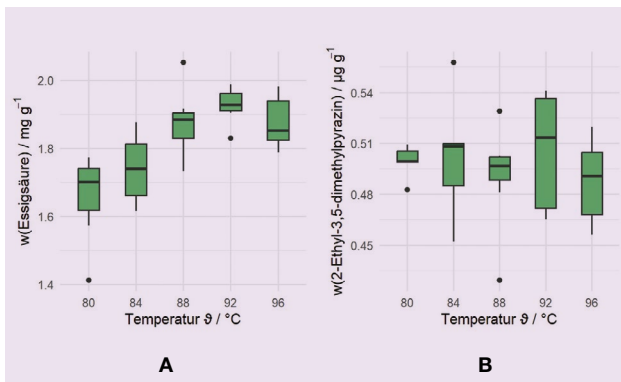 w(Essigsäure) / mg g⁻¹
2.0
1.8
1.6
1.4
80 84 88 92 96
Temperatur ϑ / °C
A
w(2-Ethyl-3,5-dimethylpyrazin) / µg g⁻¹
0.54
0.51
0.48
0.45
80 84 88 92 96
Temperatur ϑ / °C
B